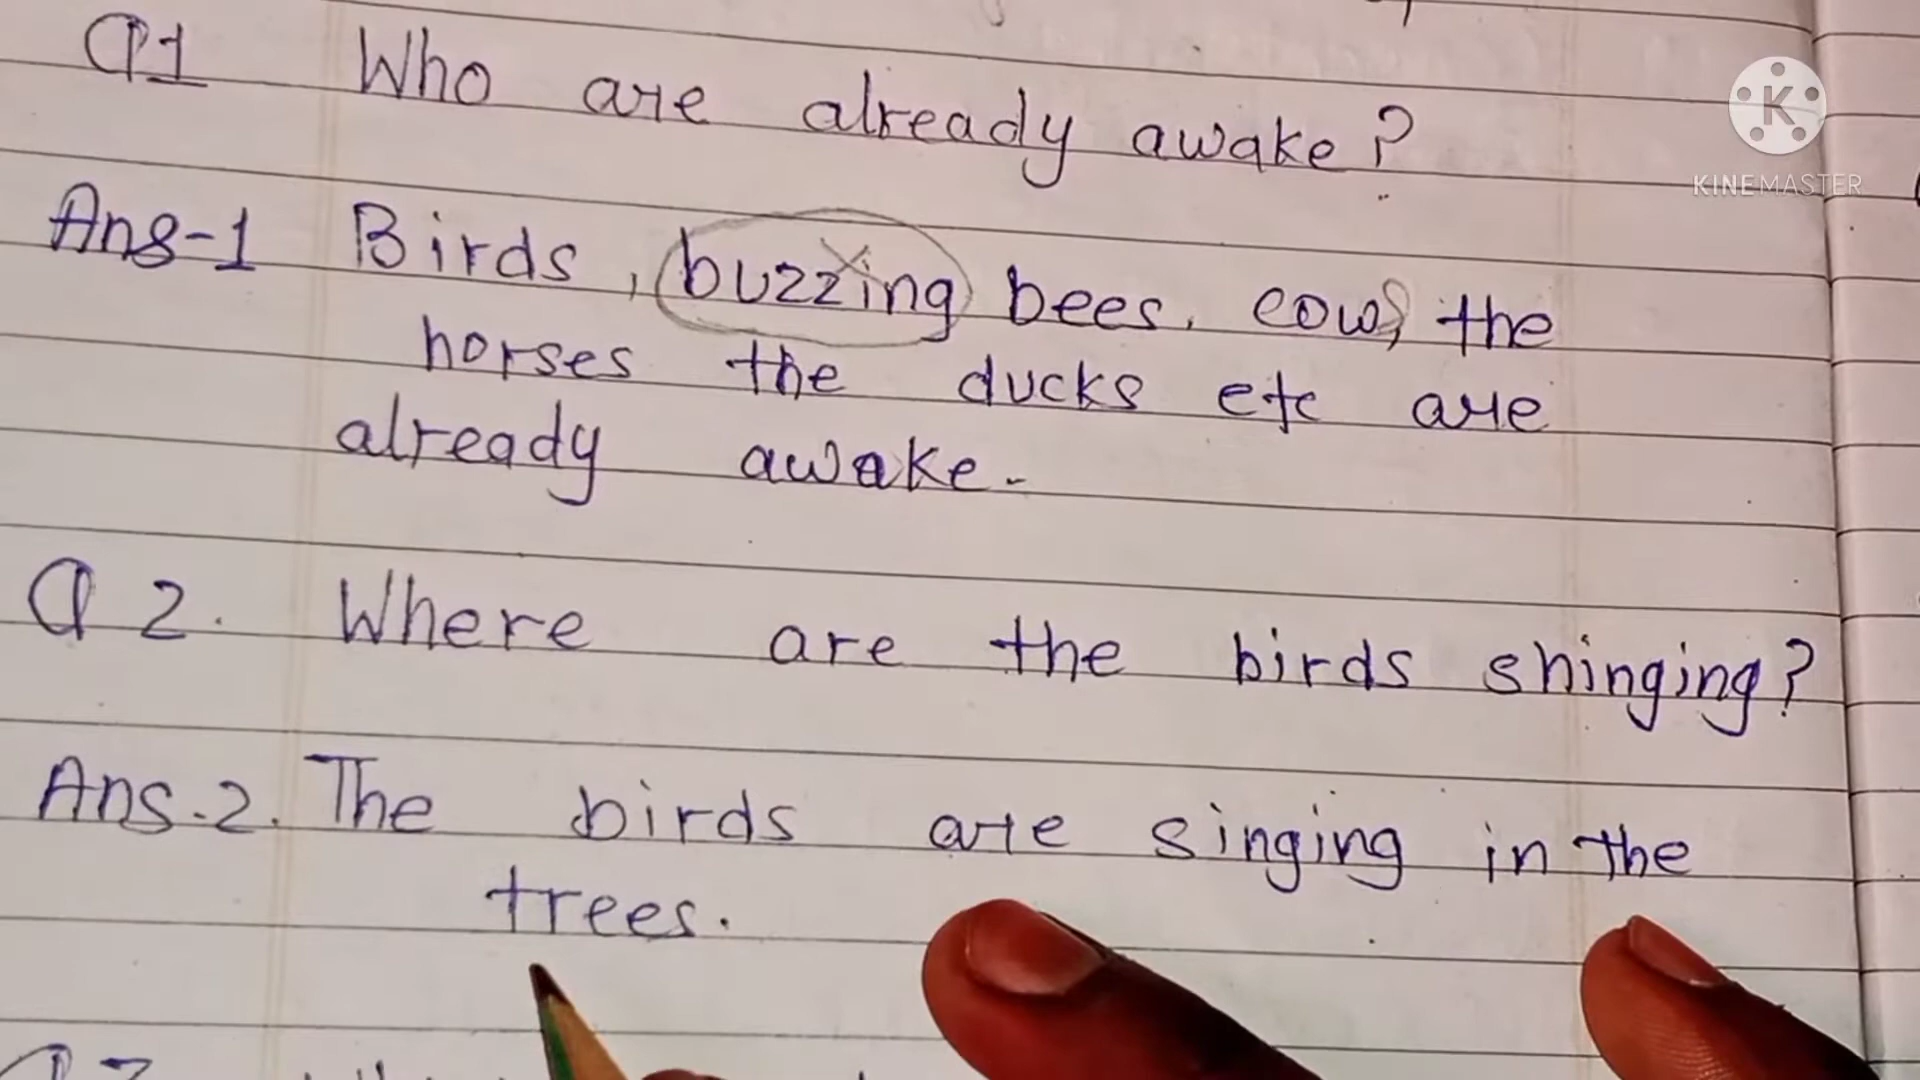 Q1 Who are already awake?
K
KINEMASTER
Ans-1 Birds, buzzing bees, cows, the
horses the ducks etc are
already awake.
Q 2. Where are the birds shinging?
Ans.2. The birds are singing in the
trees.